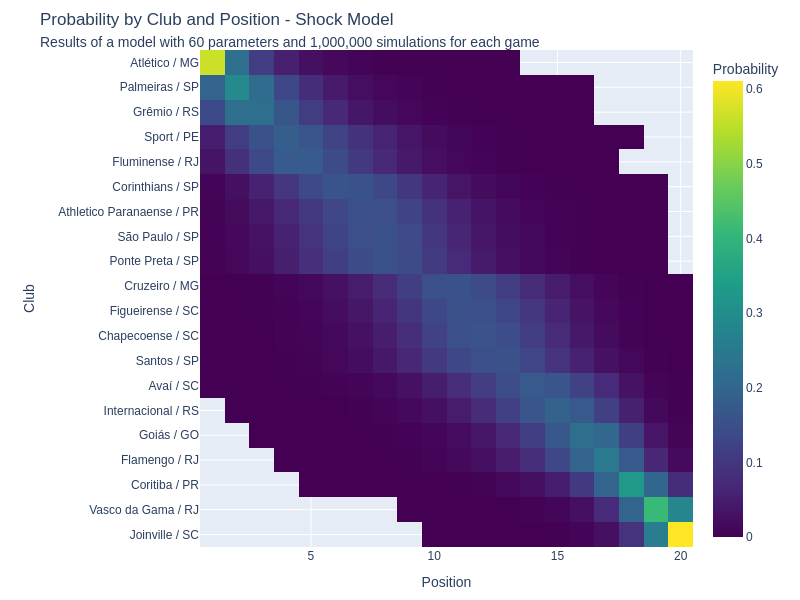 Probability by Club and Position - Shock Model
Results of a model with 60 parameters and 1,000,000 simulations for each game
Probability
Atlético / MG
Palmeiras / SP
Grêmio / RS
Sport / PE
Fluminense / RJ
Corinthians / SP
Athletico Paranaense / PR
São Paulo / SP
Ponte Preta / SP
Cruzeiro / MG
Figueirense / SC
Chapecoense / SC
Santos / SP
Avaí / SC
Internacional / RS
Goiás / GO
Flamengo / RJ
Coritiba / PR
Vasco da Gama / RJ
Joinville / SC
Club
5
10
15
20
Position
0.6
0.5
0.4
0.3
0.2
0.1
0